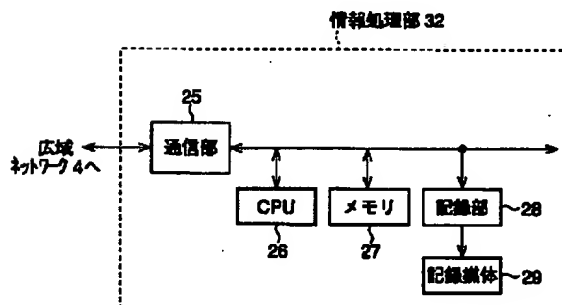 情報処理部 32
25
広域
ネットワーク 4へ
通信部
CPU
メモリ
記録部
28
26
27
記録媒体
29